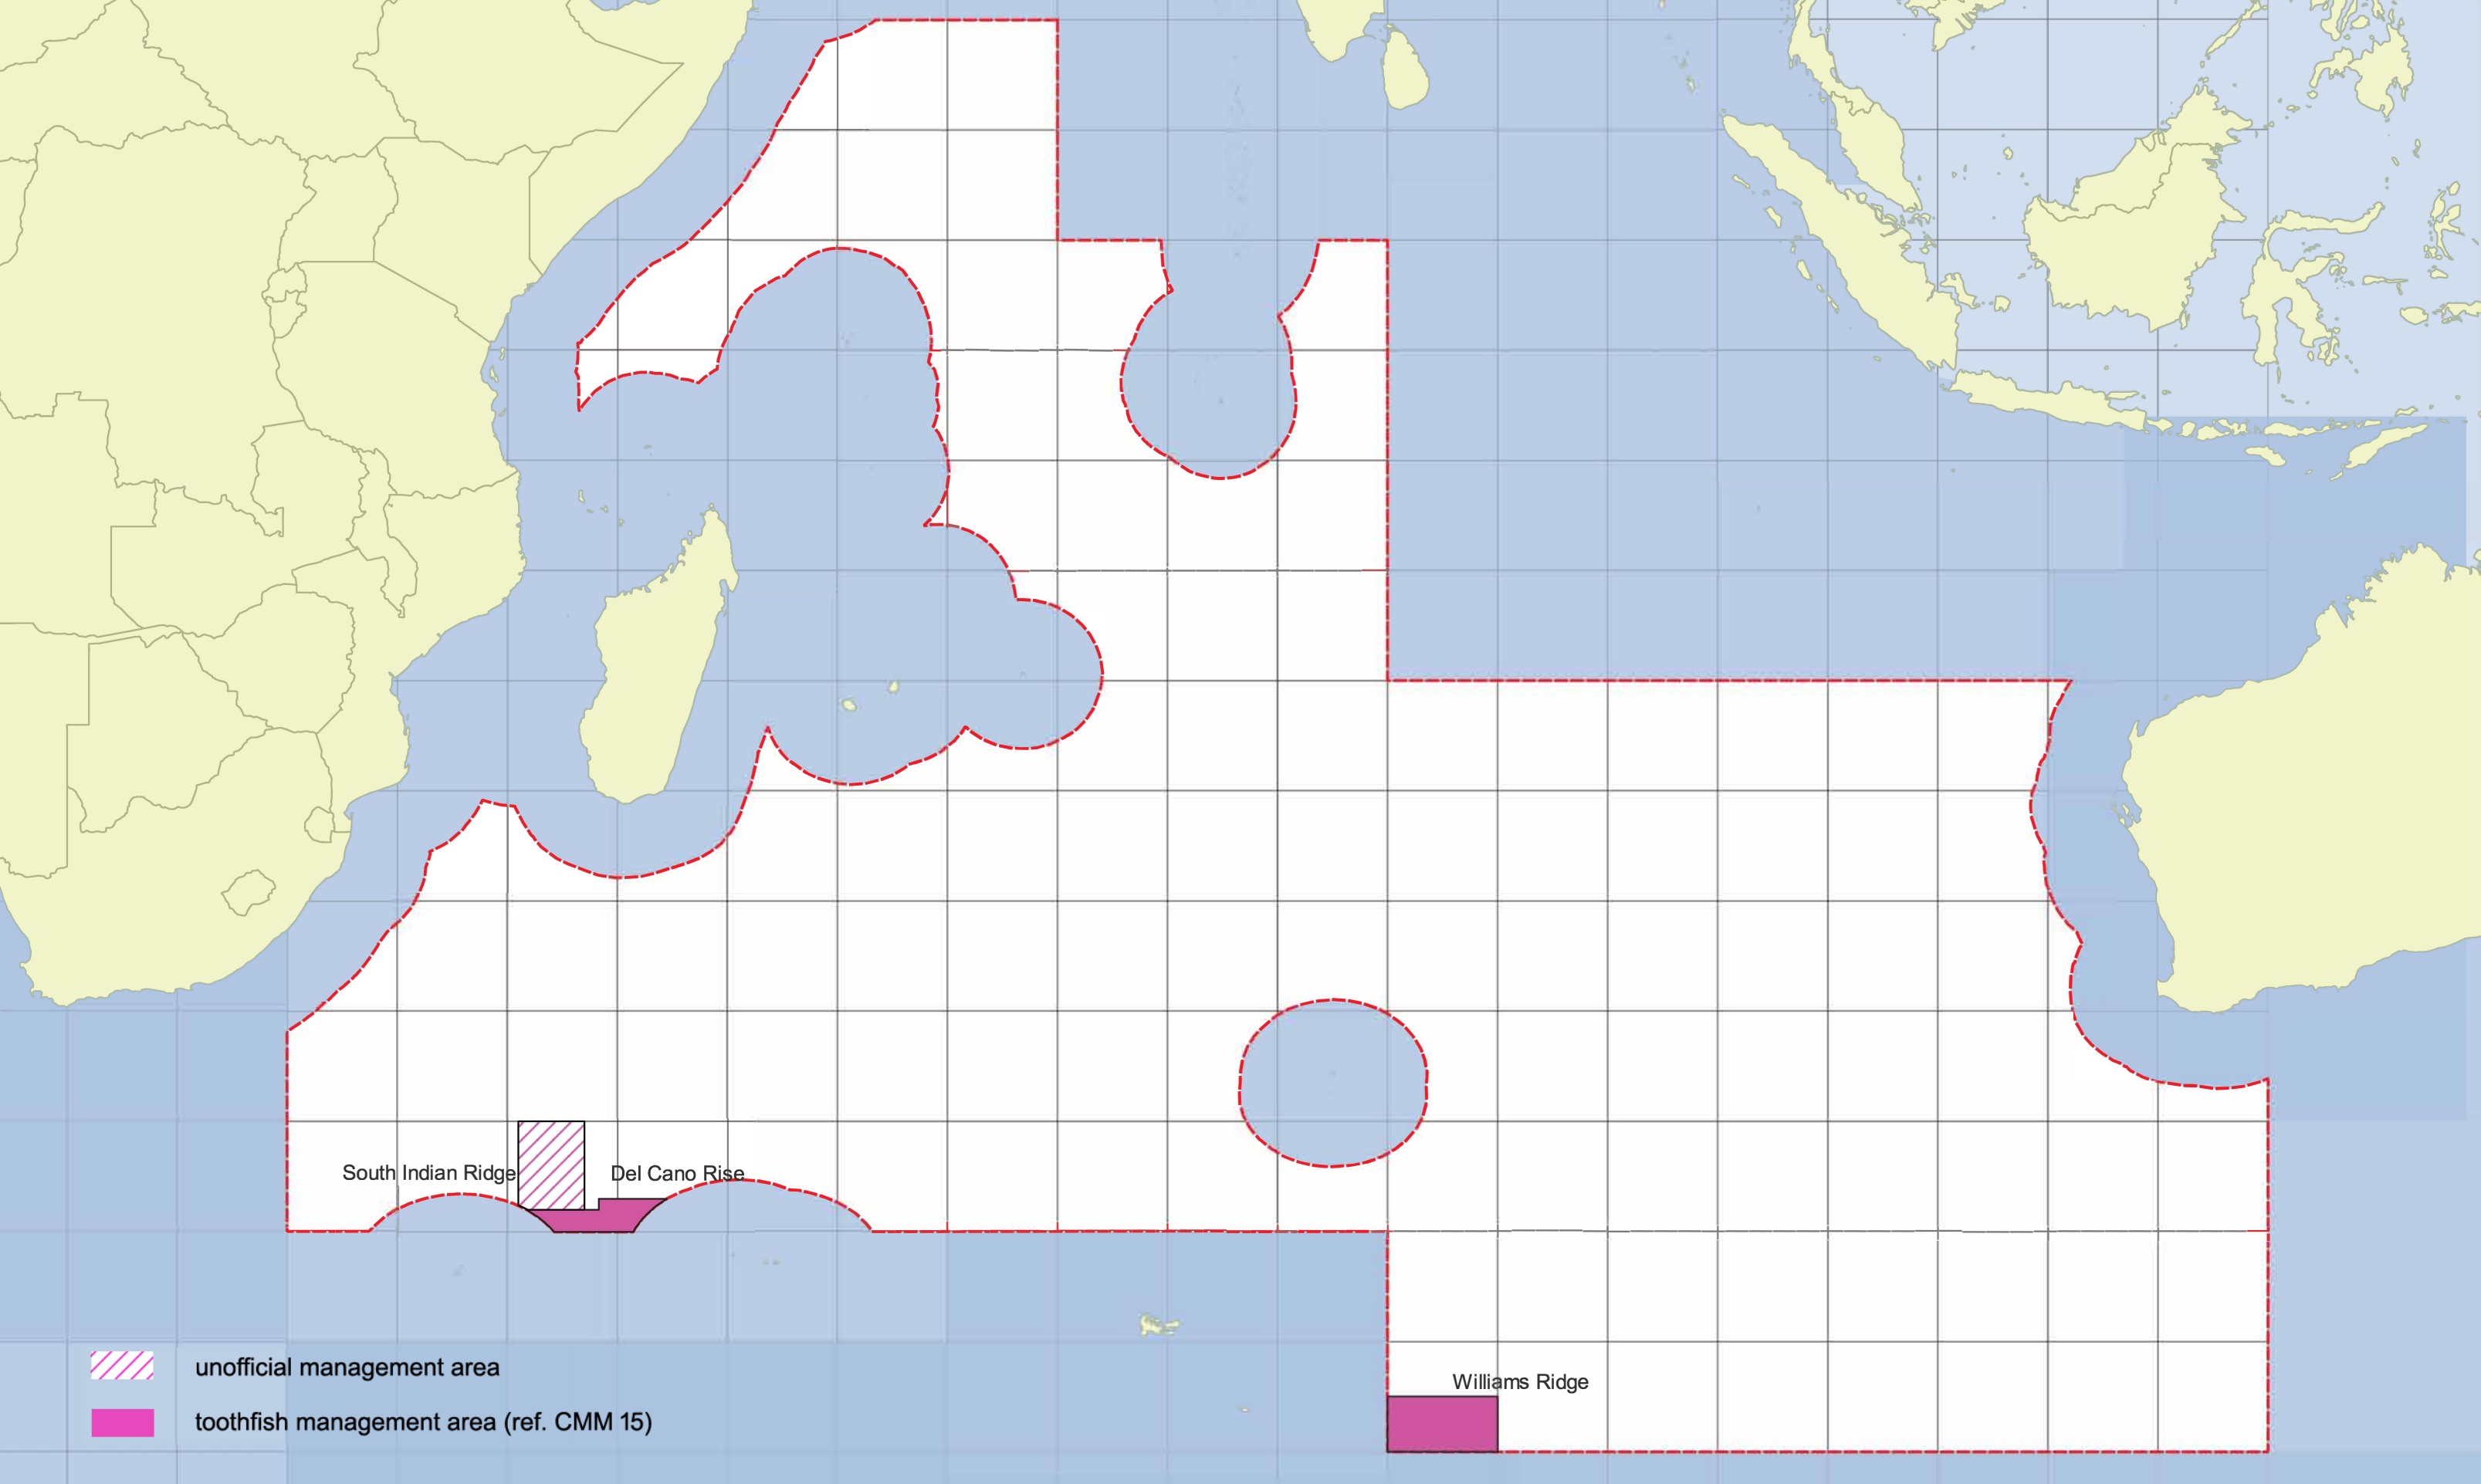 South Indian Ridge
Del Cano Rise
unofficial management area
Williams Ridge
toothfish management area (ref. CMM 15)